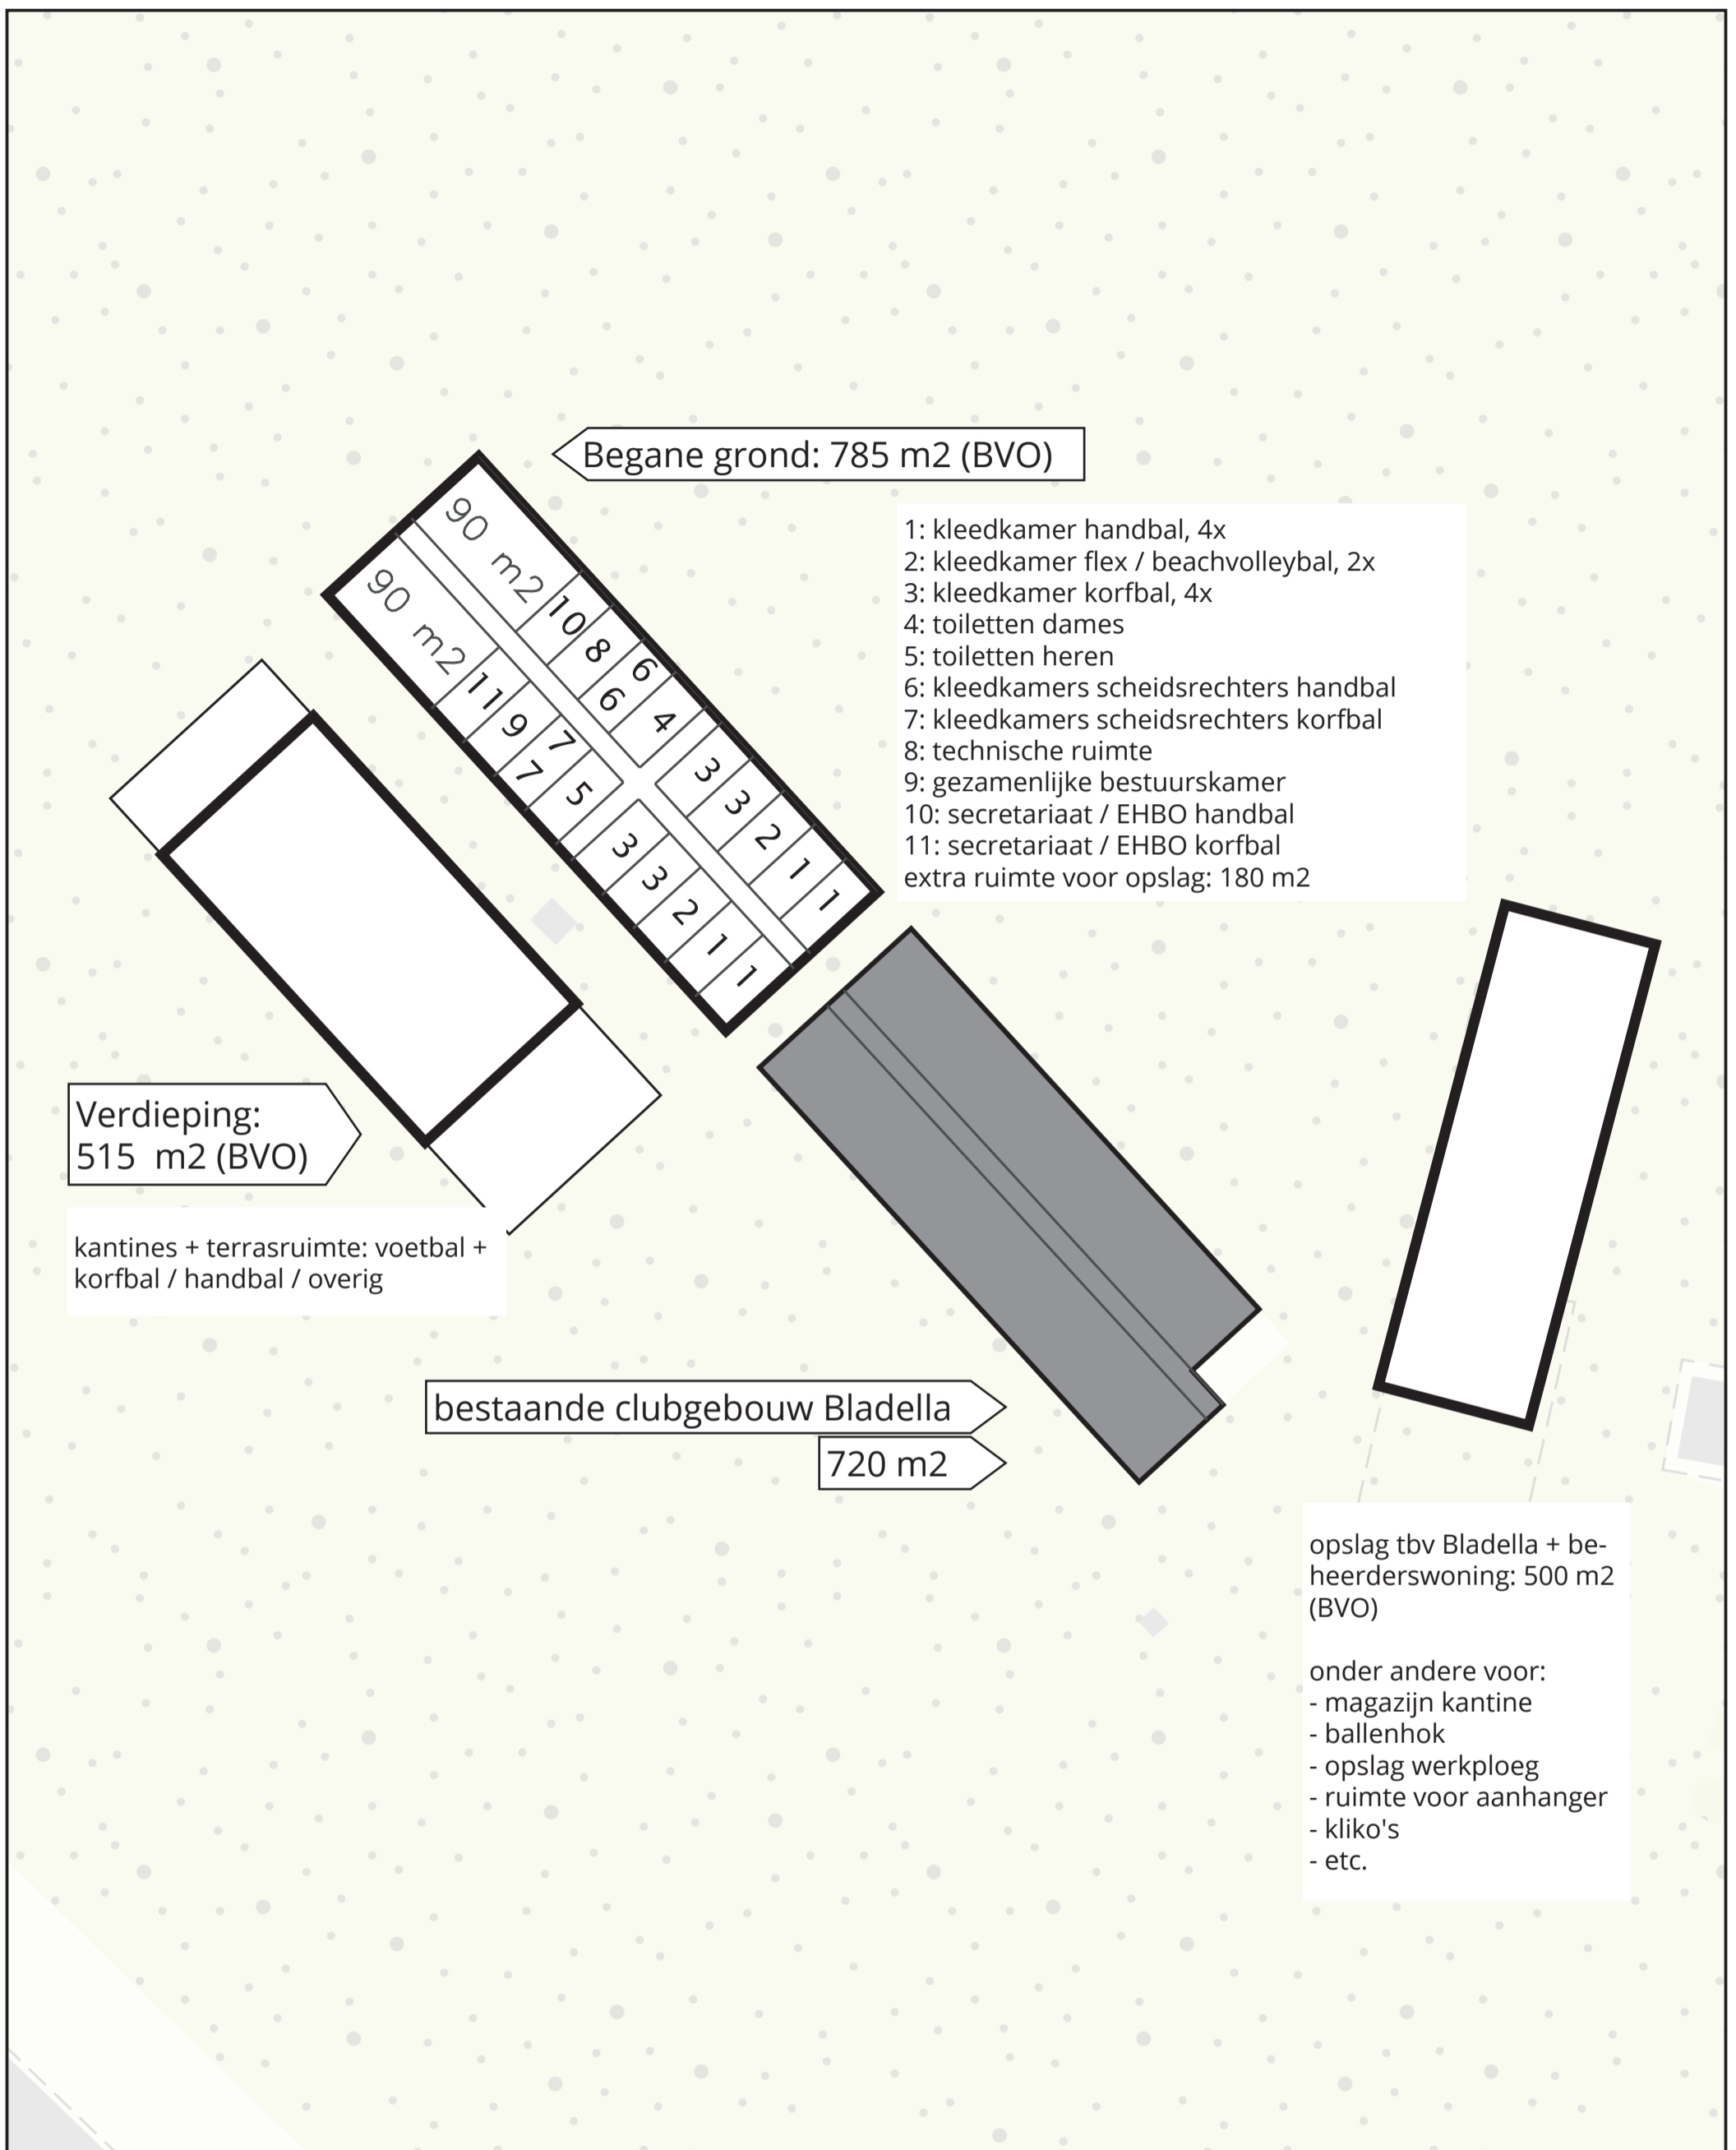 Begane grond: 785 m2 (BVO)
1: kleedkamer handbal, 4x
2: kleedkamer flex / beachvolleybal, 2x
3: kleedkamer korfbal, 4x
4: toiletten dames
5: toiletten heren
6: kleedkamers scheidsrechters handbal
7: kleedkamers scheidsrechters korfbal
8: technische ruimte
9: gezamenlijke bestuurskamer
10: secretariaat / EHBO handbal
11: secretariaat / EHBO korfbal
extra ruimte voor opslag: 180 m2
90 m2
10
8
6
6
4
3
3
2
1
1
90 m2
11
9
7
7
5
3
3
2
1
1
Verdieping:
515 m2 (BVO)
kantines + terrasruimte: voetbal +
korfbal / handbal / overig
bestaande clubgebouw Bladella
720 m2
opslag tbv Bladella + be-
heerderswoning: 500 m2
(BVO)
onder andere voor:
- magazijn kantine
- ballenhok
- opslag werkploeg
- ruimte voor aanhanger
- kliko's
- etc.